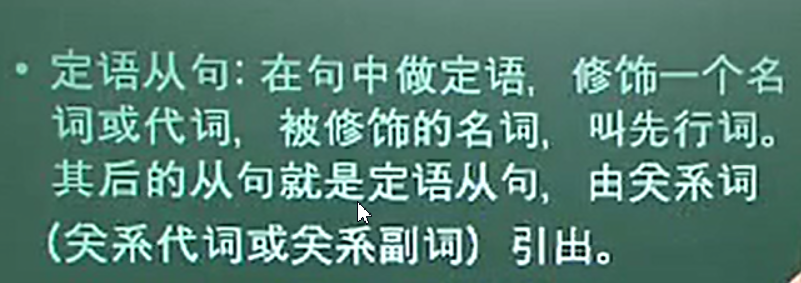 • 定语从句: 在句中做定语, 修饰一个名
词或代词, 被修饰的名词, 叫先行词。
其后的从句就是定语从句, 由关系词
(关系代词或关系副词) 引出。